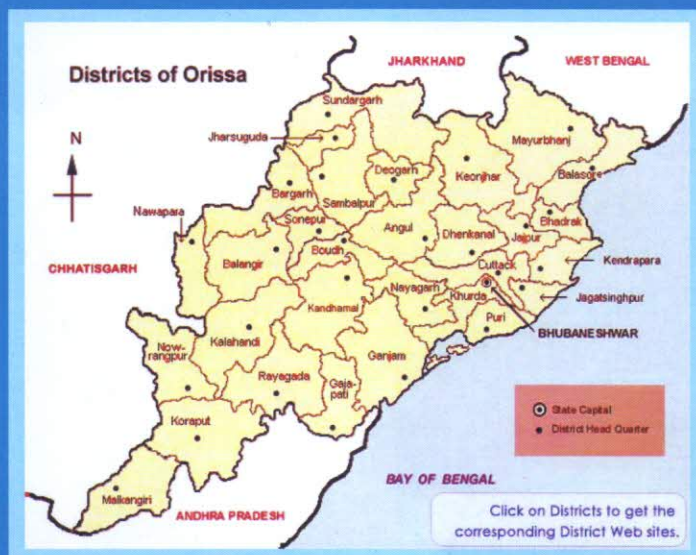 JHARKHAND
WEST BENGAL
Districts of Orissa
Sundargarh
N
Jharsuguda
Mayurbhanj
Deogarh
Keonjhar
Balasore
Bargarh
Sambalpur
Nawapara
Sonepur
Bhadrak
Angul
Dhenkanal
Jajpur
Boudh
Kendrapara
CHHATISGARH
Balangir
Cuttack
Nayagarh
Khurda
Jagatsinghpur
Kandhamal
Puri
BHUBANESHWAR
Kalahandi
Now-
rangpur
Ganjam
Rayagada
Gaja-
pati
State Capital
Koraput
District Head Quarter
BAY OF BENGAL
Malkangiri
ANDHRA PRADESH
Click on Districts to get the
corresponding District Web sites.